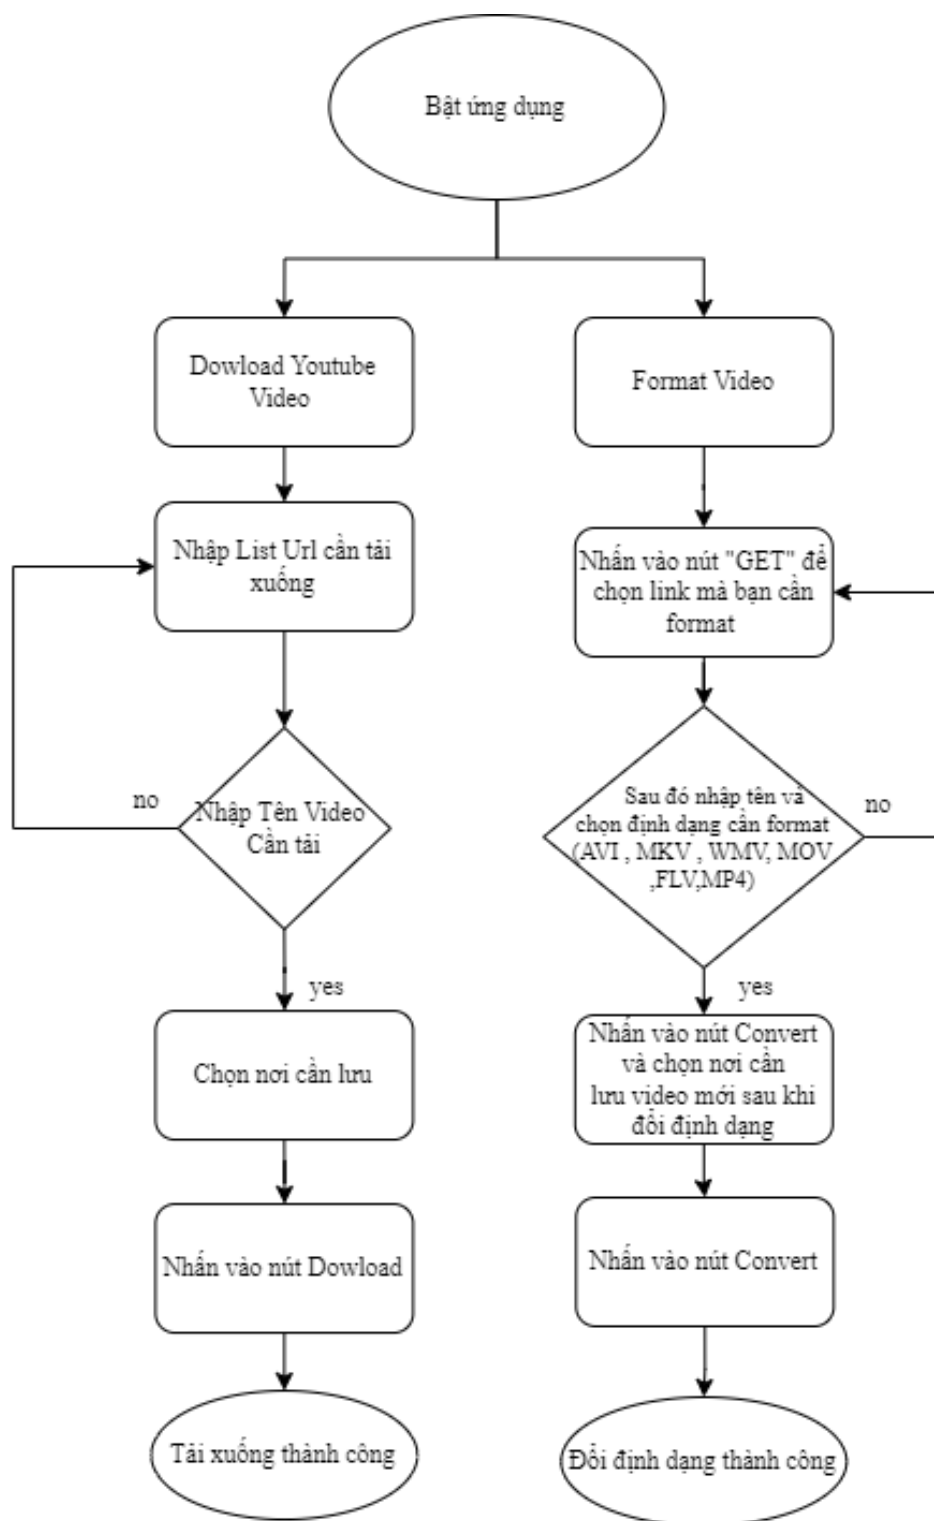 Bật ứng dụng
Dowload Youtube
Video
Format Video
Nhập List Url cần tải
xuống
Nhấn vào nút "GET" để
chọn link mà bạn cần
format
no
Nhập Tên Video
Cần tải
Sau đó nhập tên và
chọn định dạng cần format
(AVI , MKV , WMV, MOV
,FLV,MP4)
no
yes
yes
Chọn nơi cần lưu
Nhấn vào nút Convert
và chọn nơi cần
lưu video mới sau khi
đổi định dạng
Nhấn vào nút Dowload
Nhấn vào nút Convert
Tải xuống thành công
Đổi định dạng thành công